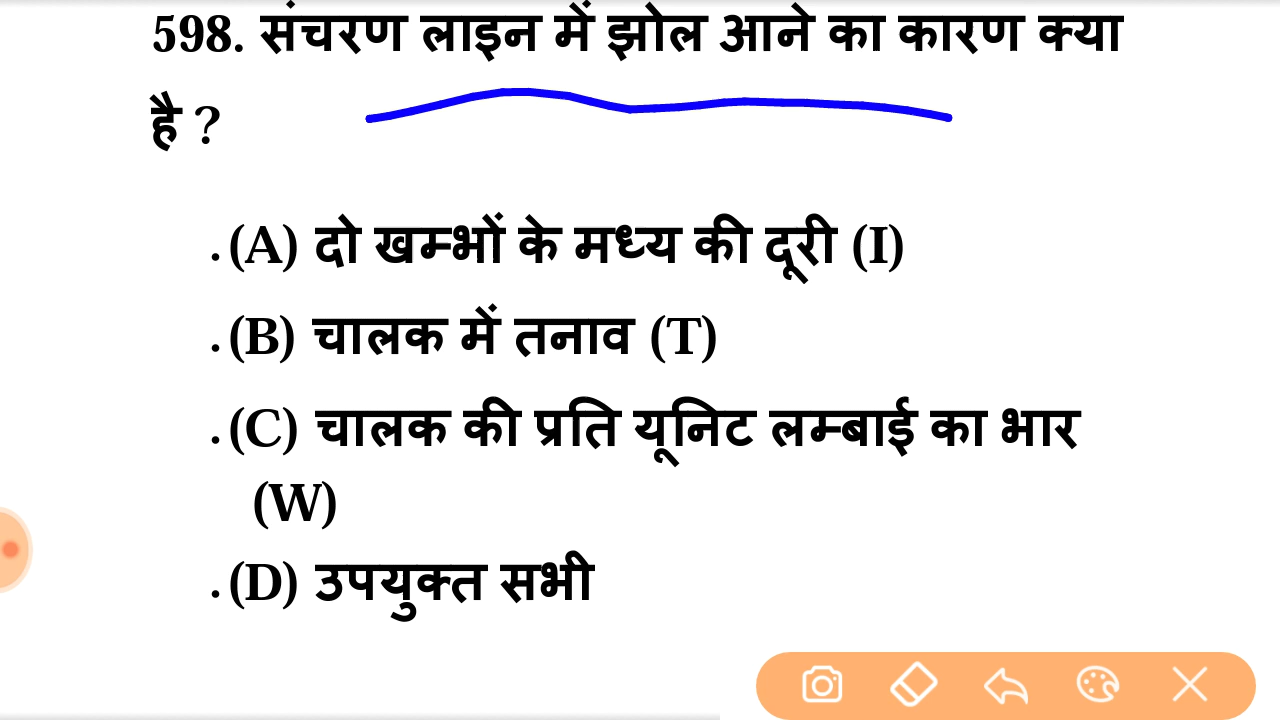 598. संचरण लाइन में झोल आने का कारण क्या
है ?
.(A) दो खम्भों के मध्य की दूरी (I)
.(B) चालक में तनाव (T)
.(C) चालक की प्रति यूनिट लम्बाई का भार
(W)
.(D) उपयुक्त सभी